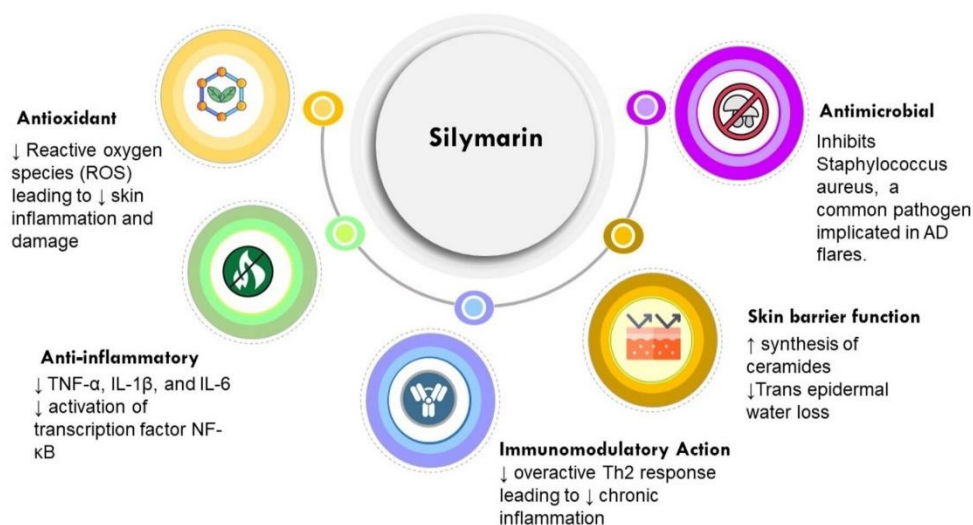 Silymarin
Antioxidant
↓ Reactive oxygen
species (ROS)
leading to ↓ skin
inflammation and
damage
Anti-inflammatory
↓ TNF-α, IL-1β, and IL-6
↓ activation of
transcription factor NF-
κB
Immunomodulatory Action
↓ overactive Th2 response
leading to ↓ chronic
inflammation
Skin barrier function
↑ synthesis of
ceramides
↓Trans epidermal
water loss
Antimicrobial
Inhibits
Staphylococcus
aureus, a
common pathogen
implicated in AD
flares.